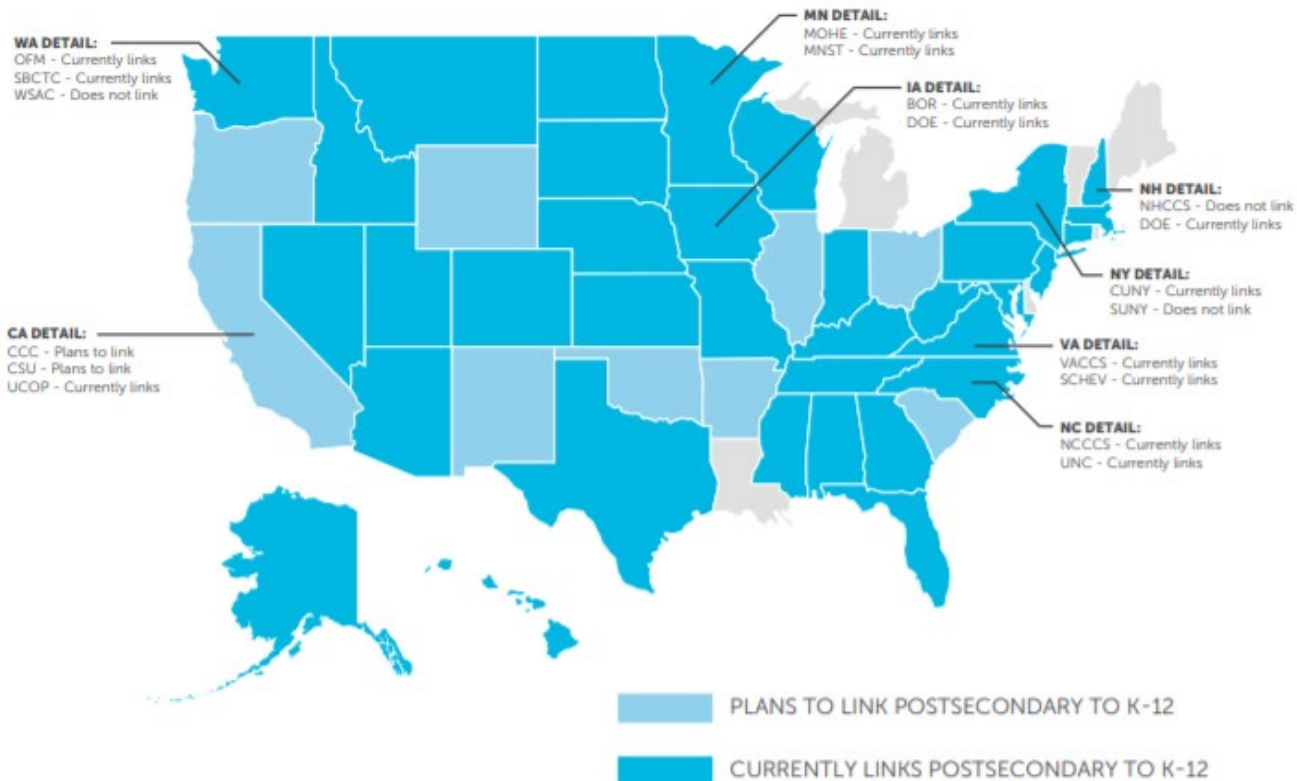 WA DETAIL:
OFM - Currently links
SBCTC - Currently links
WSAC - Does not link
MN DETAIL:
MOHE - Currently links
MNST - Currently links
IA DETAIL:
BOR - Currently links
DOE - Currently links
NH DETAIL:
NHCCS - Does not link
DOE - Currently links
NY DETAIL:
CUNY - Currently links
SUNY - Does not link
CA DETAIL:
CCC - Plans to link
CSU - Plans to link
UCOP - Currently links
VA DETAIL:
VACCS - Currently links
SCHEV - Currently links
NC DETAIL:
NCCCS - Currently links
UNC - Currently links
PLANS TO LINK POSTSECONDARY TO K-12
CURRENTLY LINKS POSTSECONDARY TO K-12